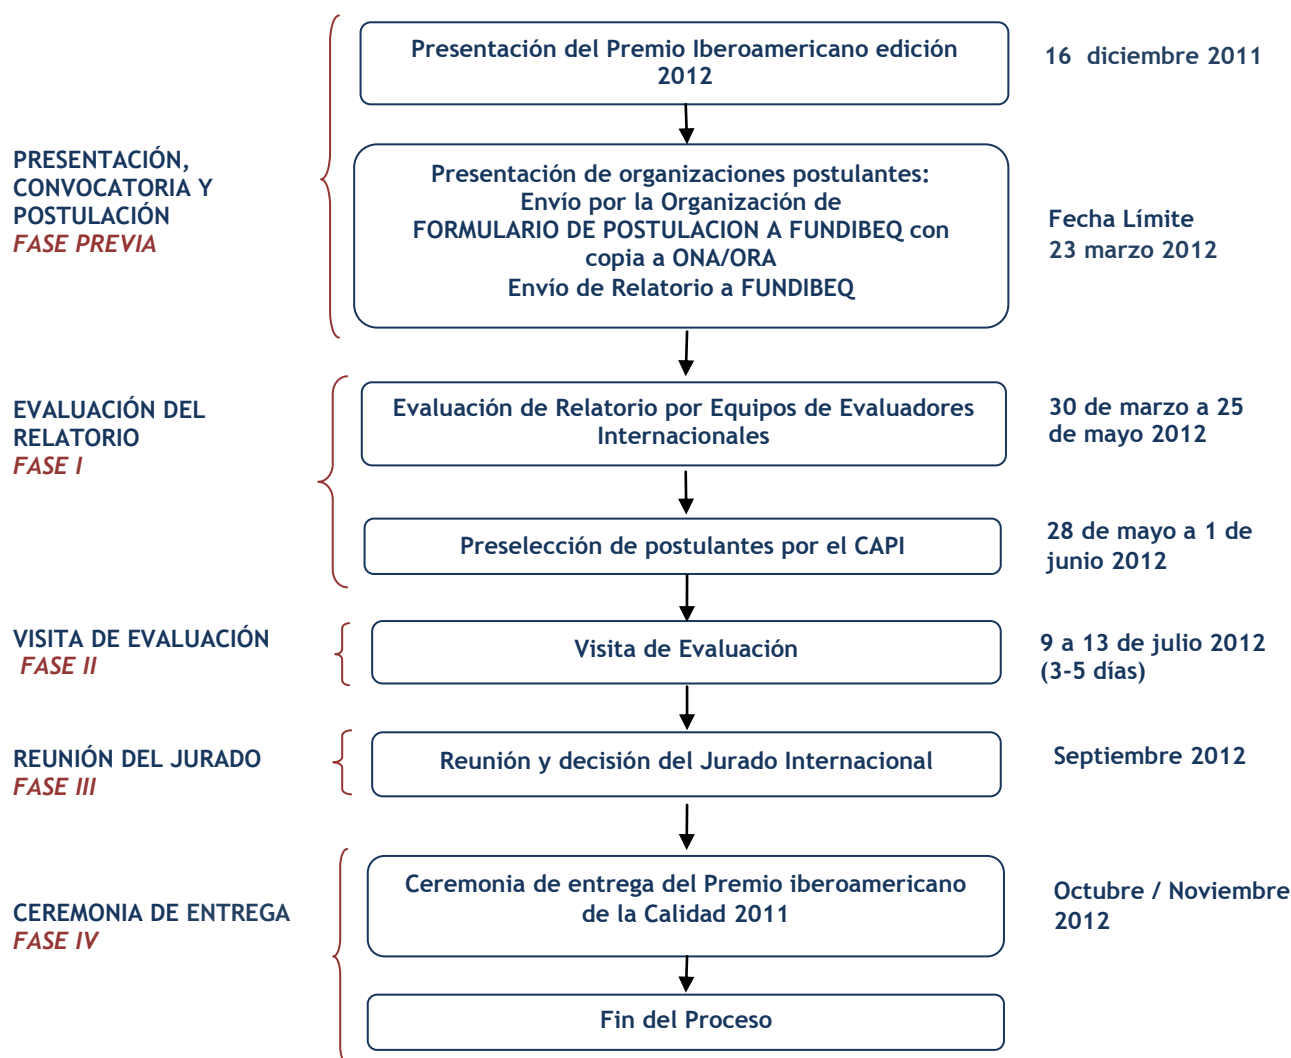 Presentación del Premio Iberoamericano edición
2012
16 diciembre 2011
PRESENTACIÓN,
CONVOCATORIA Y
POSTULACIÓN
FASE PREVIA
Presentación de organizaciones postulantes:
Envío por la Organización de
FORMULARIO DE POSTULACION A FUNDIBEQ con
copia a ONA/ORA
Envío de Relatorio a FUNDIBEQ
Fecha Límite
23 marzo 2012
EVALUACIÓN DEL
RELATORIO
FASE I
Evaluación de Relatorio por Equipos de Evaluadores
Internacionales
30 de marzo a 25
de mayo 2012
Preselección de postulantes por el CAPI
28 de mayo a 1 de
junio 2012
VISITA DE EVALUACIÓN
FASE II
Visita de Evaluación
9 a 13 de julio 2012
(3-5 días)
REUNIÓN DEL JURADO
FASE III
Reunión y decisión del Jurado Internacional
Septiembre 2012
CEREMONIA DE ENTREGA
FASE IV
Ceremonia de entrega del Premio iberoamericano
de la Calidad 2011
Octubre / Noviembre
2012
Fin del Proceso